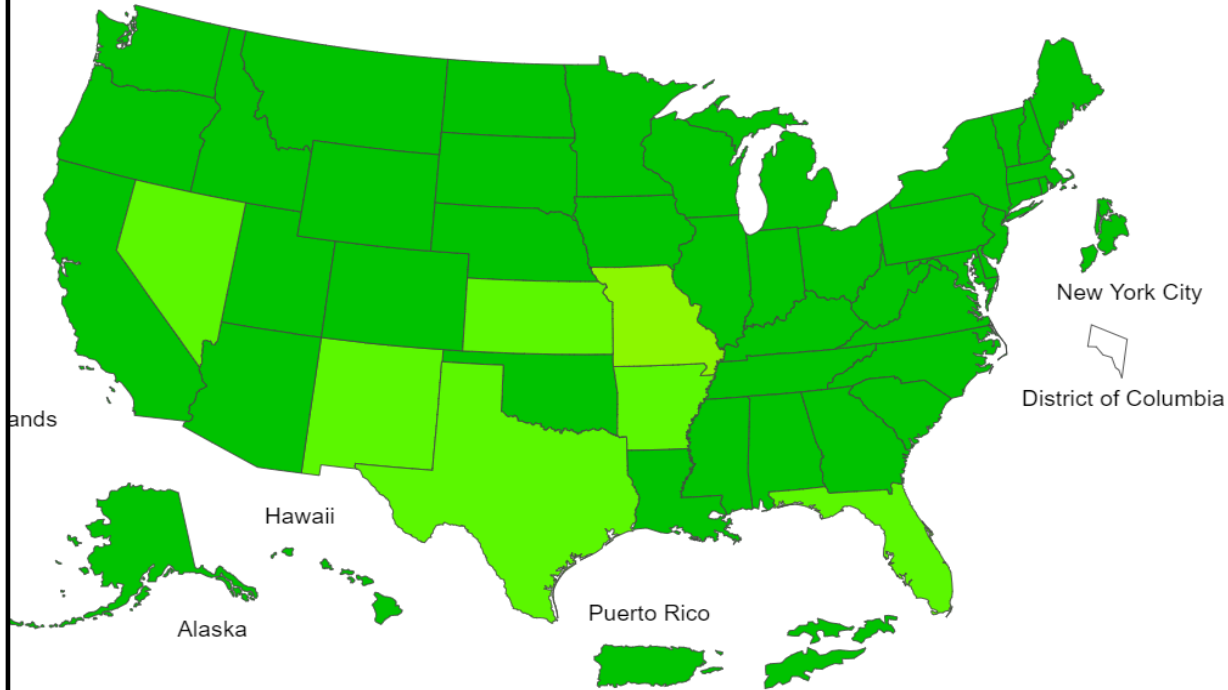 New York City
District of Columbia
ands
Hawaii
Puerto Rico
Alaska